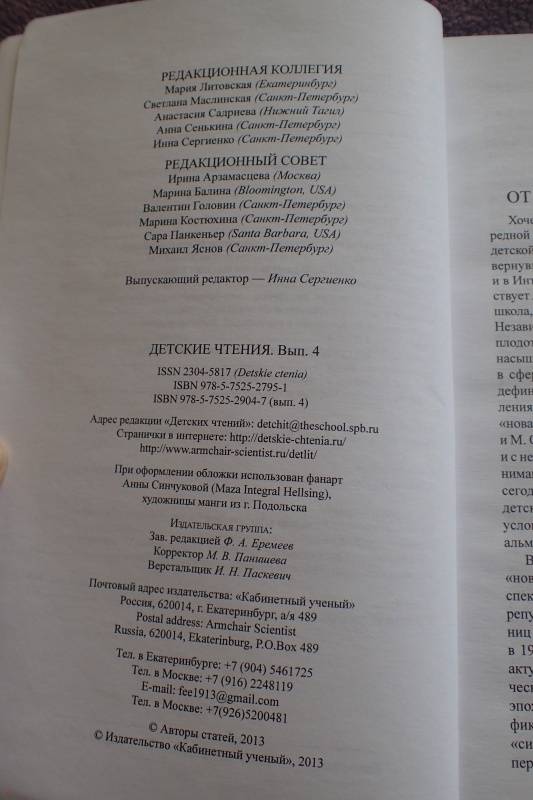 РЕДАКЦИОННАЯ КОЛЛЕГИЯ
Мария Литовская (Екатеринбург)
Светлана Маслинская (Санкт-Петербург)
Анастасия Садриева (Нижний Тагил)
Анна Сенькина (Санкт-Петербург)
Инна Сергиенко (Санкт-Петербург)
РЕДАКЦИОННЫЙ СОВЕТ
Ирина Арзамасцева (Москва)
Марина Балина (Bloomington, USA)
Валентин Головин (Санкт-Петербург)
Марина Костюхина (Санкт-Петербург)
Сара Панкеньер (Santa Barbara, USA)
Михаил Яснов (Санкт-Петербург)
Выпускающий редактор — Инна Сергиенко
ДЕТСКИЕ ЧТЕНИЯ. Вып. 4
ISSN 2304-5817 (Detskie ctenia)
ISBN 978-5-7525-2795-1
ISBN 978-5-7525-2904-7 (вып. 4)
Адрес редакции «Детских чтений»: detchit@theschool.spb.ru
Странички в интернете: http://detskie-chtenia.ru/
http://www.armchair-scientist.ru/detlit/
При оформлении обложки использован фанарт
Анны Синчуковой (Maza Integral Hellsing),
художницы манги из г. Подольска
Издательская группа:
Зав. редакцией Ф. А. Еремеев
Корректор М. В. Панишева
Верстальщик И. Н. Паскевич
Почтовый адрес издательства: «Кабинетный ученый»
Россия, 620014, г. Екатеринбург, а/я 489
Postal address: Armchair Scientist
Russia, 620014, Ekaterinburg, P.O.Box 489
Тел. в Екатеринбурге: +7 (904) 5461725
Тел. в Москве: +7 (916) 2248119
E-mail: fee1913@gmail.com
Тел. в Москве: +7(926)5200481
© Авторы статей, 2013
© Издательство «Кабинетный ученый», 2013
ОТ
Хоче
редной
детской
вернувш
и в Инт
ствует.
школа,
Незави
плодот
насыщ
в сфер
дефин
ления
«нова
и М. С
и с не
нима
сегод
детск
услов
альм
В
«нов
спек
репу
ниц
в 19
акту
ческ
эпох
фик
«си
пер